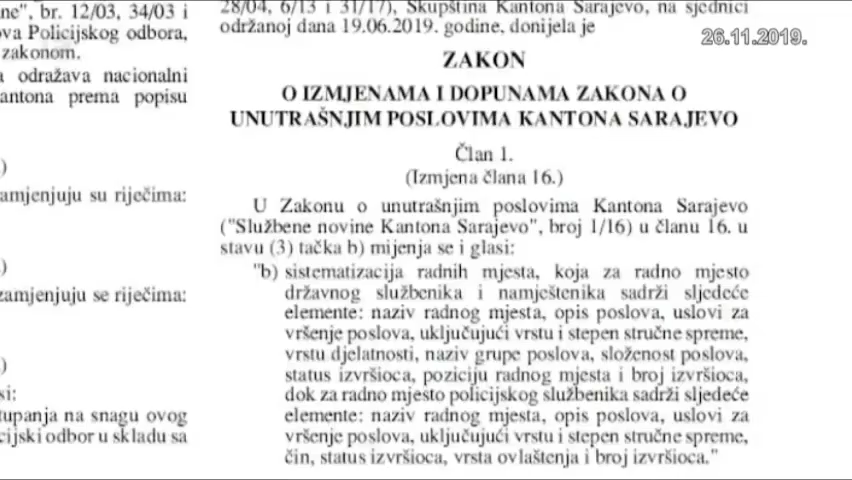 ne", br. 12/03, 34/03 i
va Policijskog odbora,
zakonom.
a odražava nacionalni
antona prema popisu
)
amjenjuju su riječima:
)
zamjenjuju se riječima:
)
si:
tupanja na snagu ovog
cijski odbor u skladu sa
28/04, 6/13 i 31/17), Skupština Kantona Sarajevo, na sjednici
održanoj dana 19.06.2019. godine, donijela je
26.11.2019.
ZAKON
O IZMJENAMA I DOPUNAMA ZAKONA O
UNUTRAŠNJIM POSLOVIMA KANTONA SARAJEVO
Član 1.
(Izmjena člana 16.)
U Zakonu o unutrašnjim poslovima Kantona Sarajevo
("Službene novine Kantona Sarajevo", broj 1/16) u članu 16. u
stavu (3) tačka b) mijenja se i glasi:
"b) sistematizacija radnih mjesta, koja za radno mjesto
državnog službenika i namještenika sadrži sljedeće
elemente: naziv radnog mjesta, opis poslova, uslovi za
vršenje poslova, uključujući vrstu i stepen stručne spreme,
vrstu djelatnosti, naziv grupe poslova, složenost poslova,
status izvršioca, poziciju radnog mjesta i broj izvršioca,
dok za radno mjesto policijskog službenika sadrži sljedeće
elemente: naziv radnog mjesta, opis poslova, uslovi za
vršenje poslova, uključujući vrstu i stepen stručne spreme,
čin, status izvršioca, vrsta ovlaštenja i broj izvršioca."